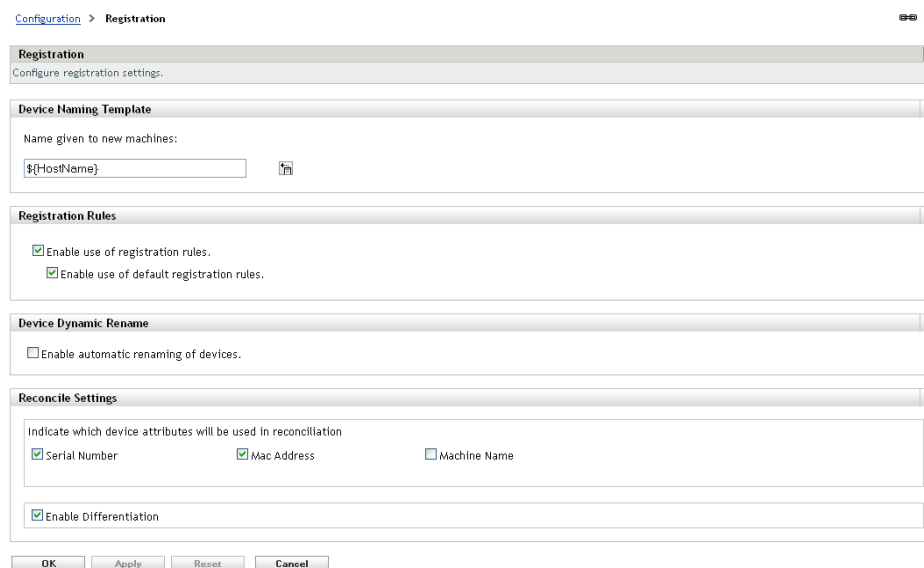 Configuration > Registration
Registration
Configure registration settings.
Device Naming Template
Name given to new machines:
${HostName}
Registration Rules
Enable use of registration rules.
Enable use of default registration rules.
Device Dynamic Rename
Enable automatic renaming of devices.
Reconcile Settings
Indicate which device attributes will be used in reconciliation
Serial Number Mac Address Machine Name
Enable Differentiation
OK Apply Reset Cancel